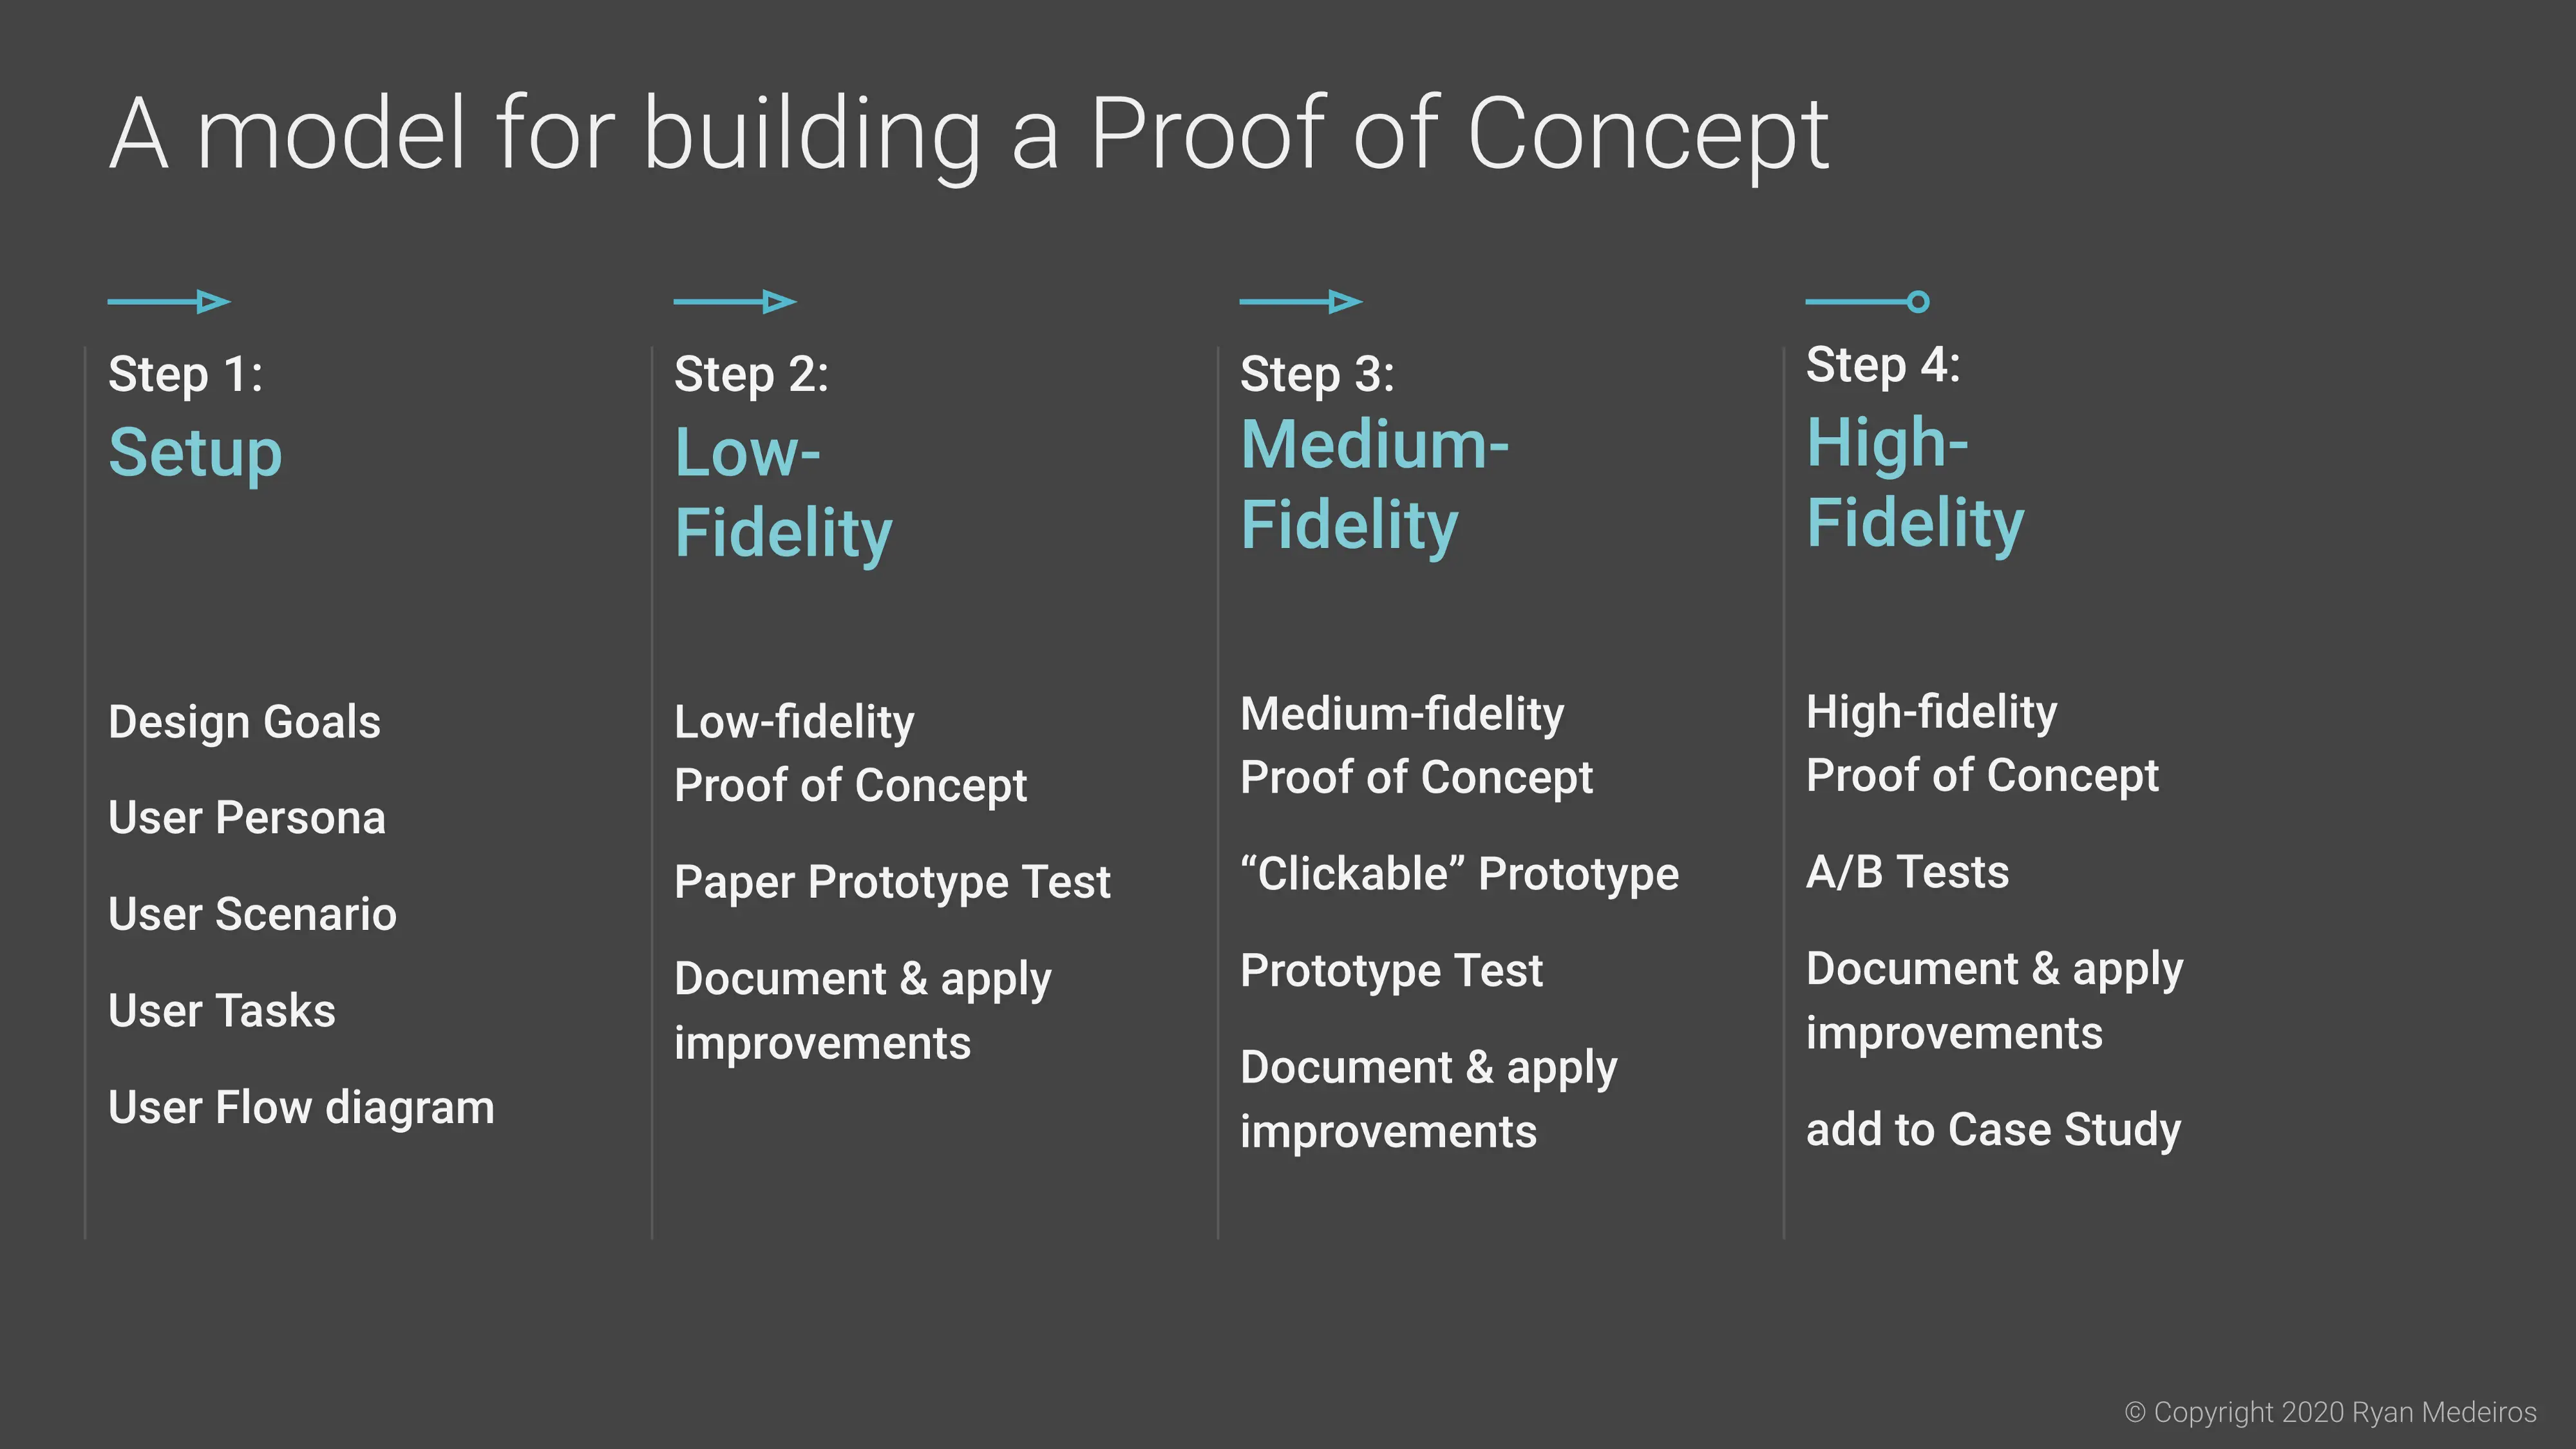 A model for building a Proof of Concept
Step 1:
Setup
Design Goals
User Persona
User Scenario
User Tasks
User Flow diagram
Step 2:
Low-
Fidelity
Low-fidelity
Proof of Concept
Paper Prototype Test
Document & apply
improvements
Step 3:
Medium-
Fidelity
Medium-fidelity
Proof of Concept
“Clickable” Prototype
Prototype Test
Document & apply
improvements
Step 4:
High-
Fidelity
High-fidelity
Proof of Concept
A/B Tests
Document & apply
improvements
add to Case Study
© Copyright 2020 Ryan Medeiros